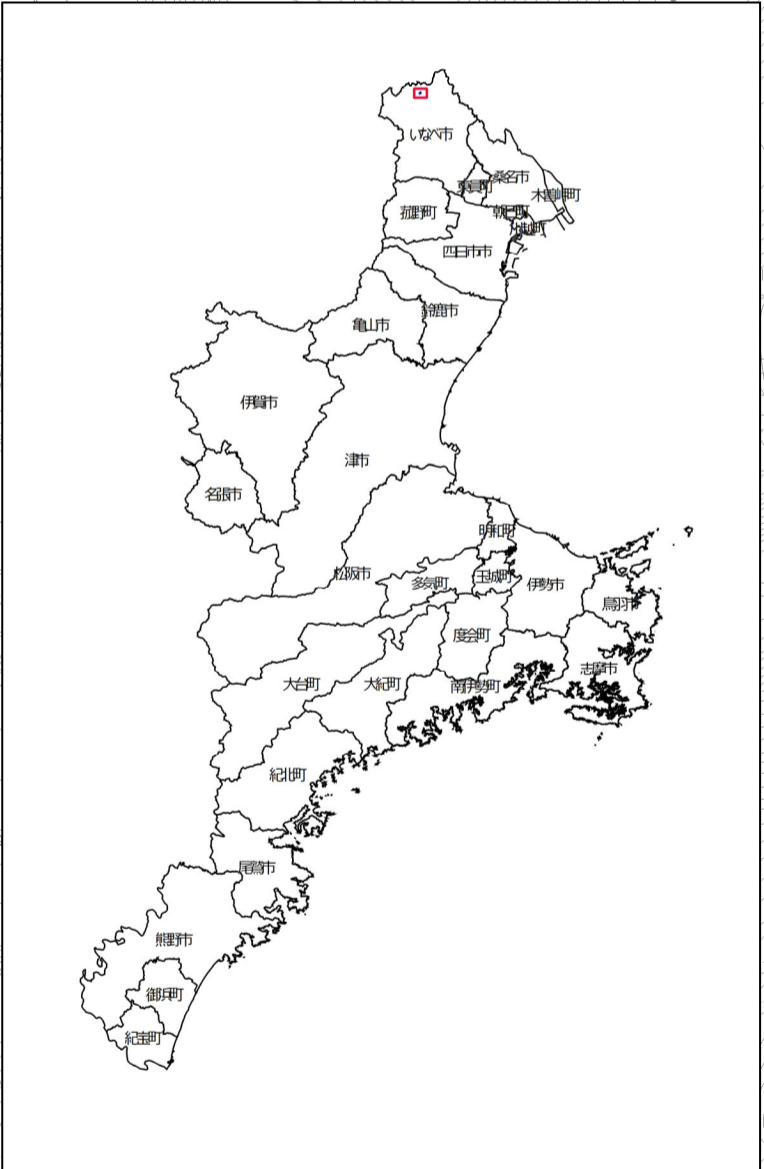 いなべ市
桑名市
東員町
木曽岬町
菰野町
朝日町
川越町
四日市市
鈴鹿市
亀山市
伊賀市
津市
名張市
明和町
松阪市
多気町
玉城町
伊勢市
鳥羽市
度会町
大台町
大紀町
南伊勢町
志摩市
紀北町
尾鷲市
熊野市
御浜町
紀宝町